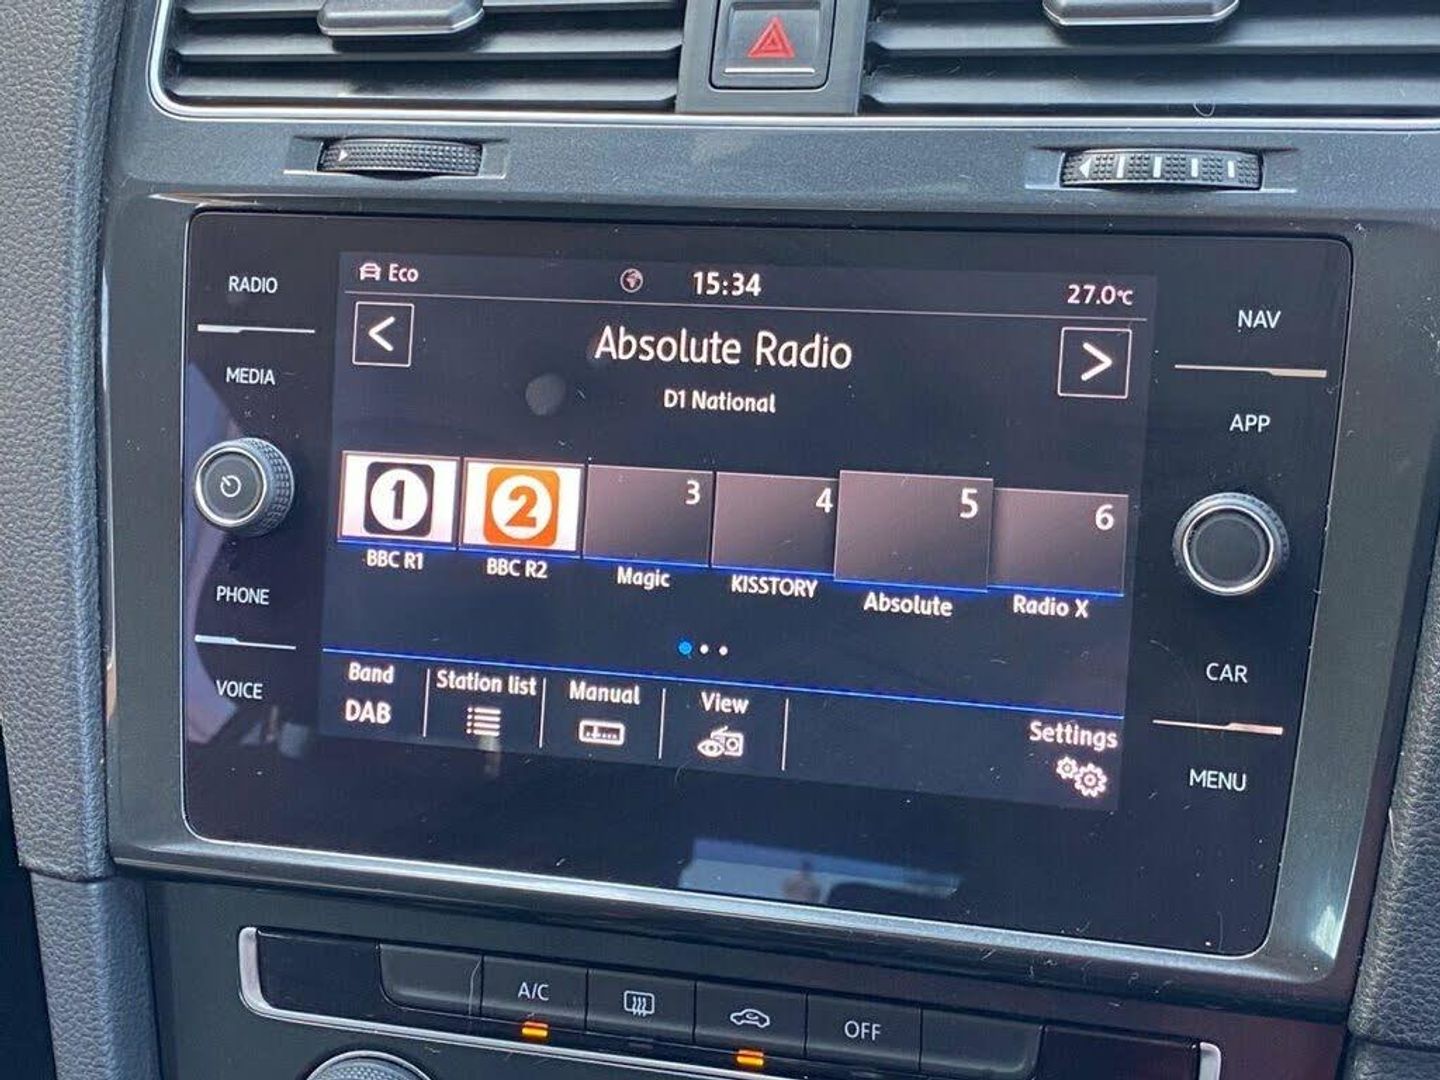 RADIO
MEDIA
PHONE
VOICE
Eco
15:34
27.0°C
<
Absolute Radio
>
D1 National
1
2
3
4
5
6
BBC R1
BBC R2
Magic
KISSTORY
Absolute
Radio X
Band
DAB
Station list
Manual
View
Settings
NAV
APP
CAR
MENU
A/C
OFF